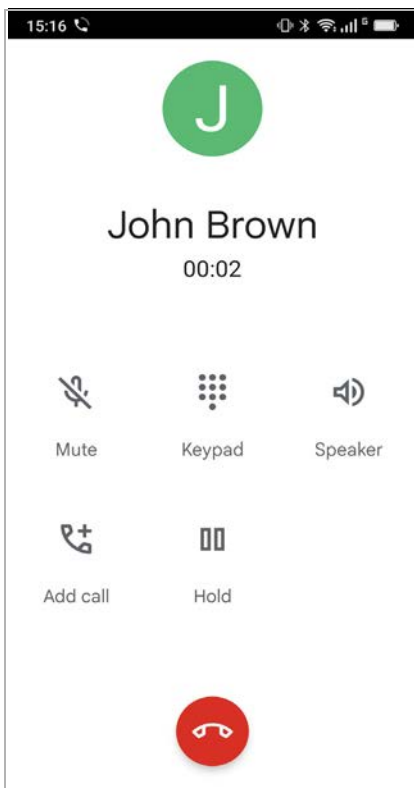 15:16
G
J
John Brown
00:02
Mute Keypad Speaker
Add call Hold